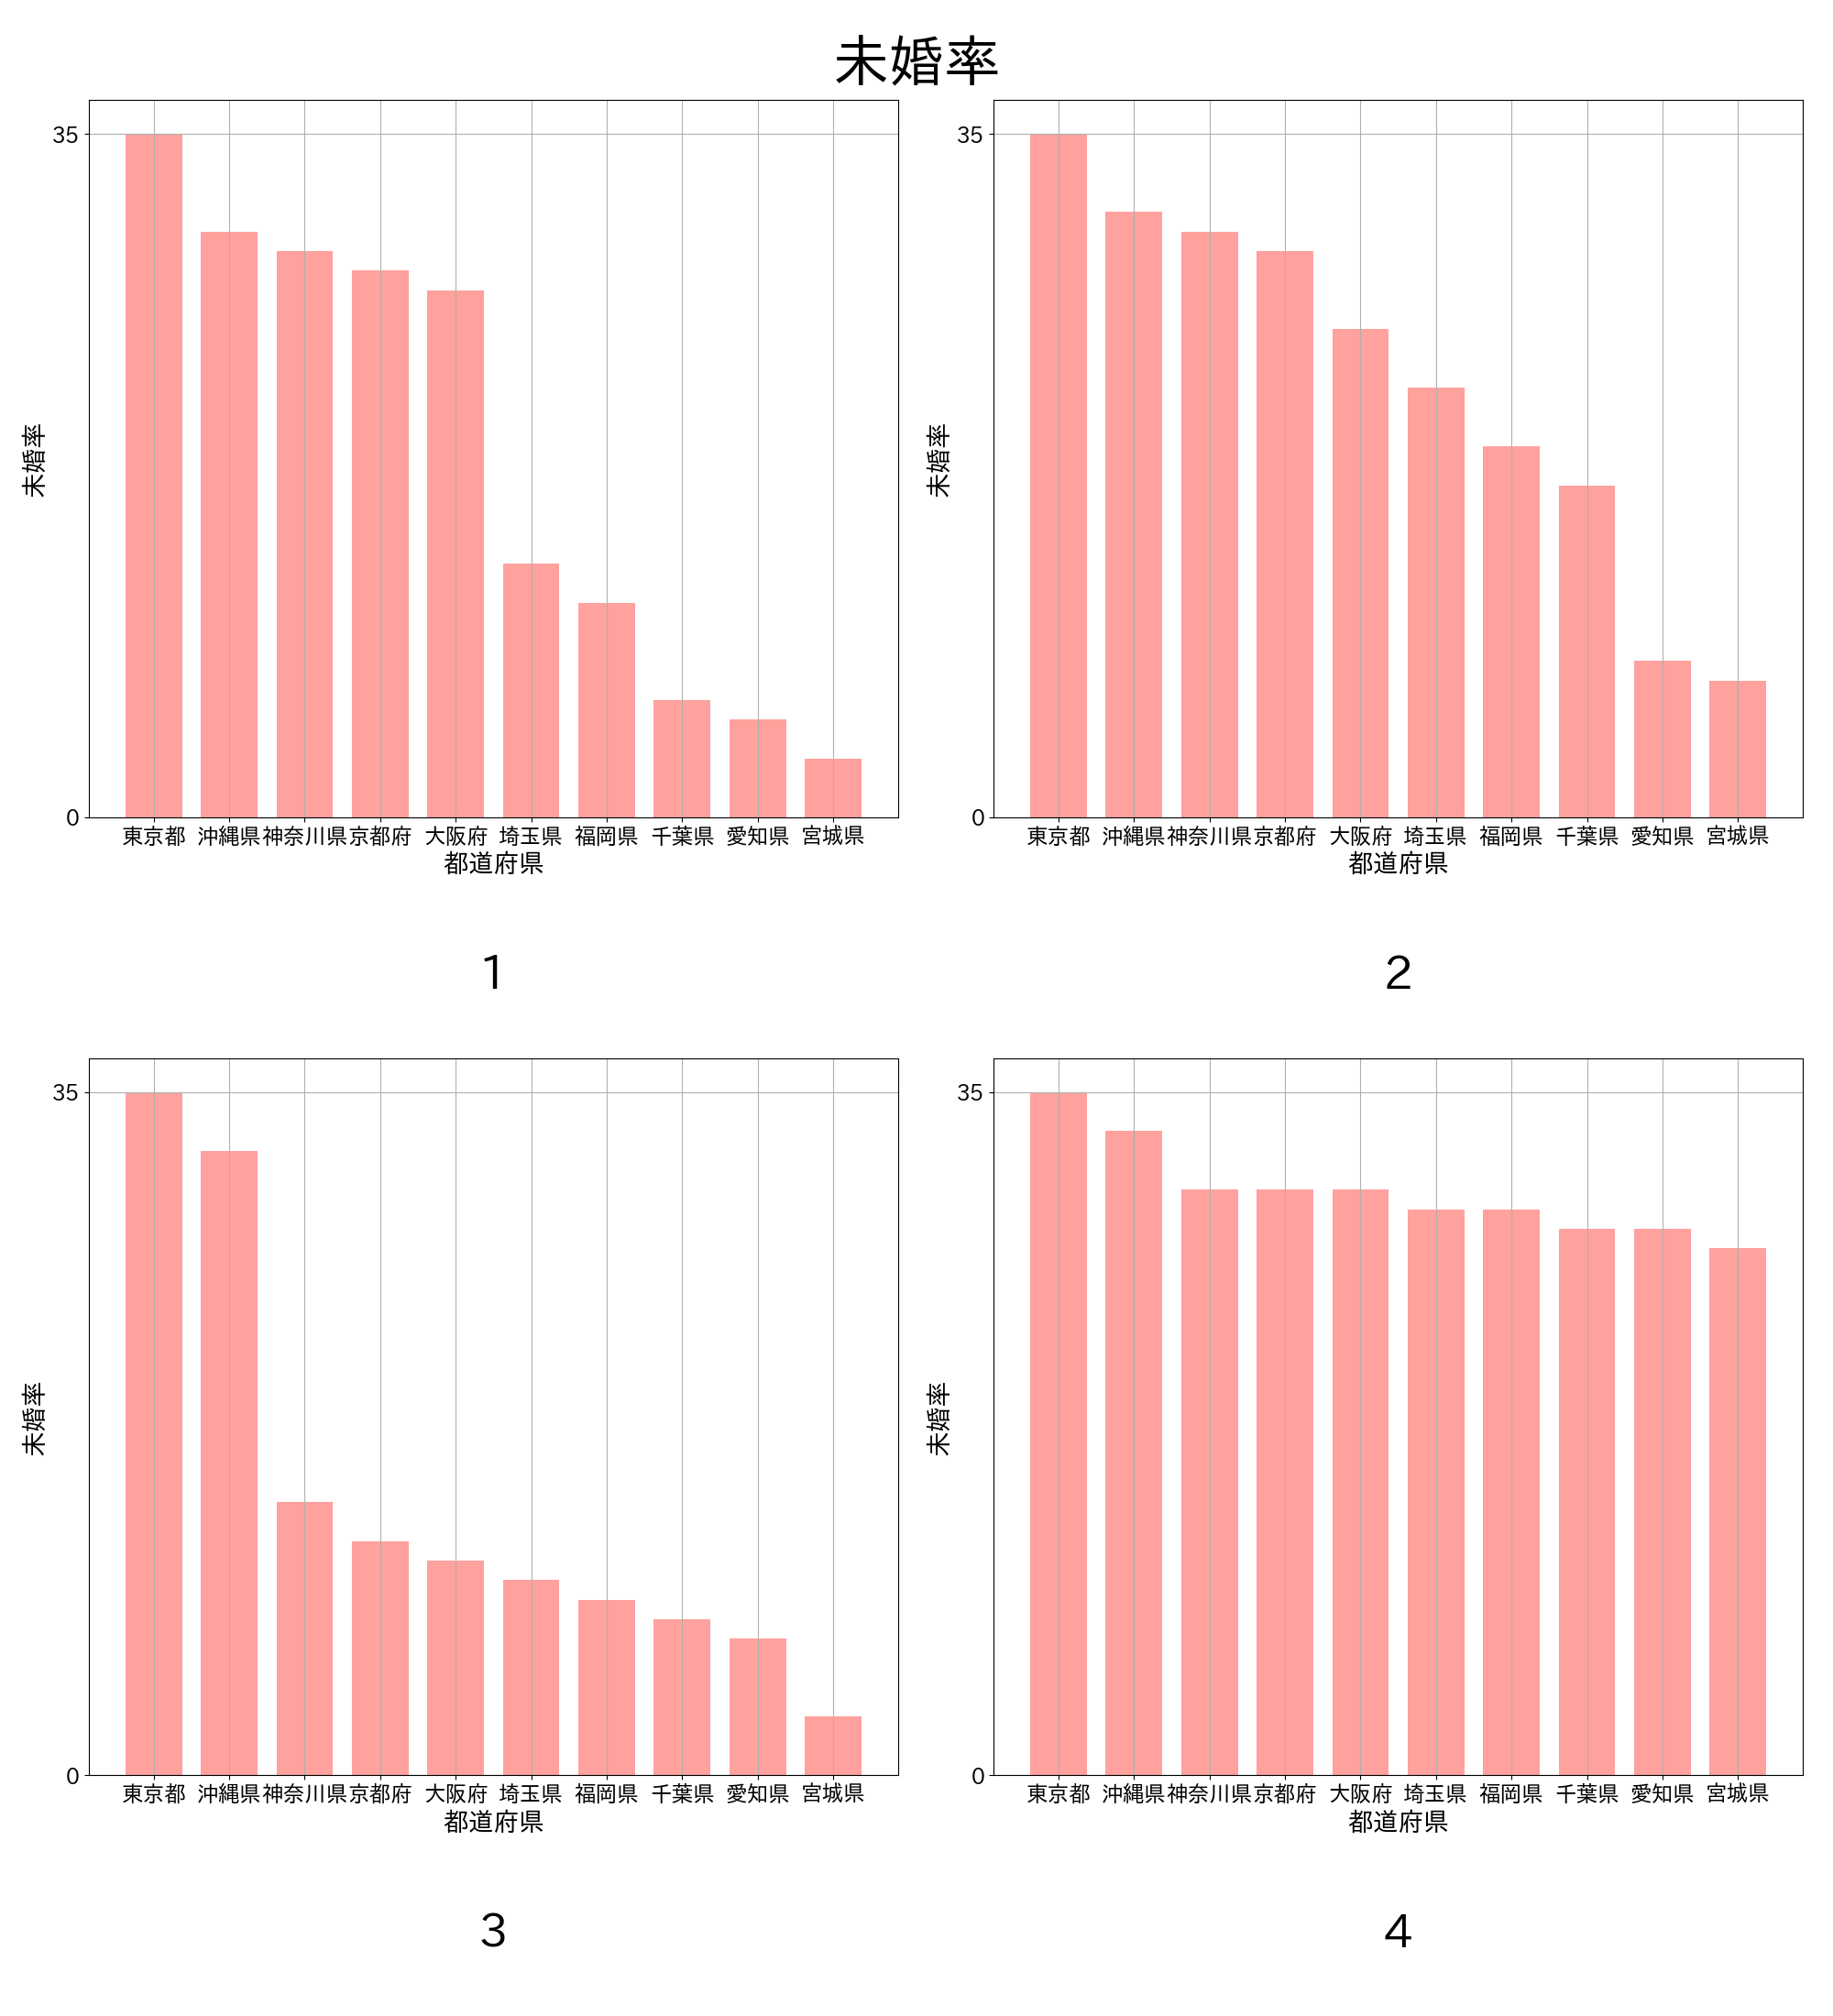 未婚率
35
0
未婚率
東京都 沖縄県 神奈川県 京都府 大阪府 埼玉県 福岡県 千葉県 愛知県 宮城県
都道府県
1
35
0
未婚率
東京都 沖縄県 神奈川県 京都府 大阪府 埼玉県 福岡県 千葉県 愛知県 宮城県
都道府県
2
35
0
未婚率
東京都 沖縄県 神奈川県 京都府 大阪府 埼玉県 福岡県 千葉県 愛知県 宮城県
都道府県
3
35
0
未婚率
東京都 沖縄県 神奈川県 京都府 大阪府 埼玉県 福岡県 千葉県 愛知県 宮城県
都道府県
4